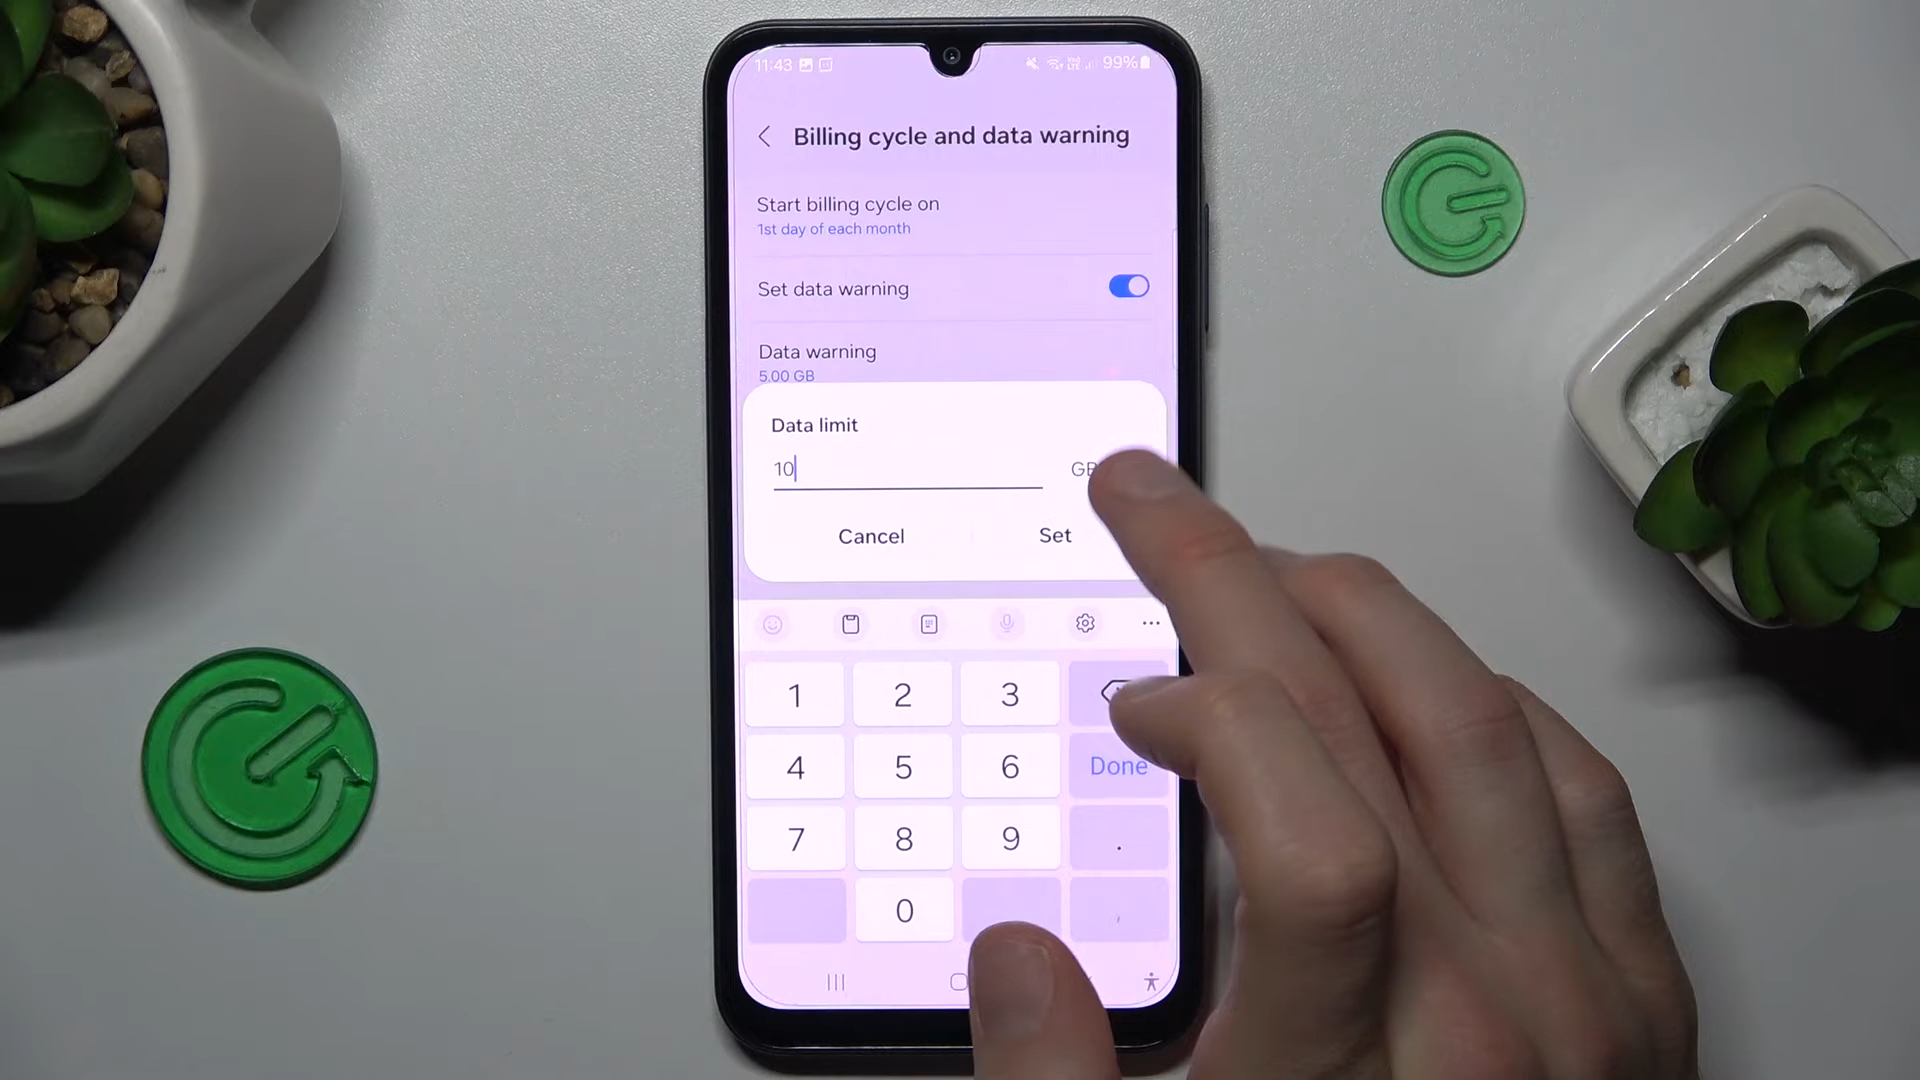 11:43
99%
Billing cycle and data warning
Start billing cycle on
1st day of each month
Set data warning
Data warning
5.00 GB
Data limit
10
GB
Cancel
Set
1 2 3
4 5 6 Done
7 8 9 .
0 ,